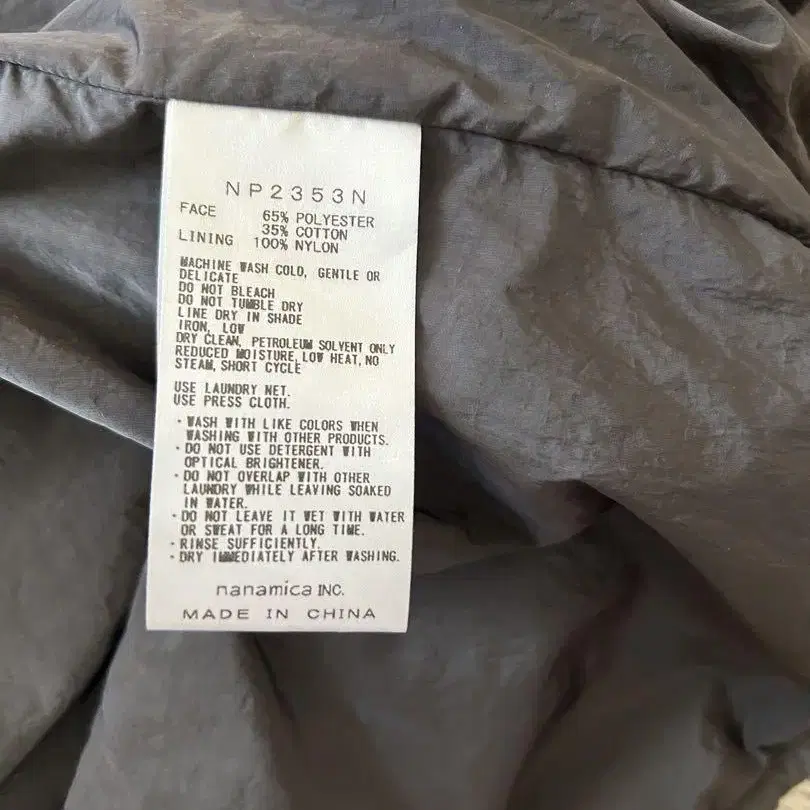 NP2353N
FACE 65% POLYESTER
35% COTTON
LINING 100% NYLON
MACHINE WASH COLD, GENTLE OR
DELICATE
DO NOT BLEACH
DO NOT TUMBLE DRY
LINE DRY IN SHADE
IRON, LOW
DRY CLEAN, PETROLEUM SOLVENT ONLY
REDUCED MOISTURE, LOW HEAT, NO
STEAM, SHORT CYCLE
USE LAUNDRY NET.
USE PRESS CLOTH.
・WASH WITH LIKE COLORS WHEN
WASHING WITH OTHER PRODUCTS.
・DO NOT USE DETERGENT WITH
OPTICAL BRIGHTENER.
・DO NOT OVERLAP WITH OTHER
LAUNDRY WHILE LEAVING SOAKED
IN WATER.
・DO NOT LEAVE IT WET WITH WATER
OR SWEAT FOR A LONG TIME.
・RINSE SUFFICIENTLY.
・DRY IMMEDIATELY AFTER WASHING.
nanamica INC.
MADE IN CHINA